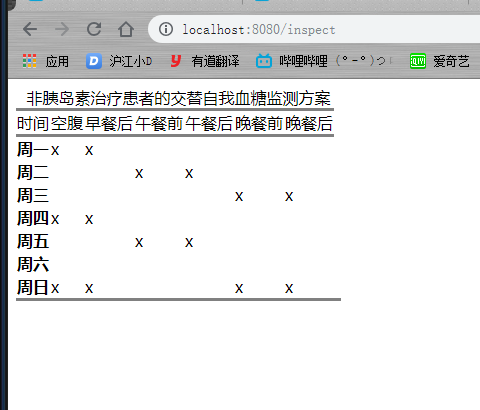 localhost:8080/inspect
应用 沪江小D 有道翻译 哔哩哔哩 (゜-゜)つ 爱奇艺
非胰岛素治疗患者的交替自我血糖监测方案
时间 空腹 早餐后 午餐前 午餐后 晚餐前 晚餐后
周一 x x
周二 x x
周三 x x
周四 x x
周五 x x
周六
周日 x x x x